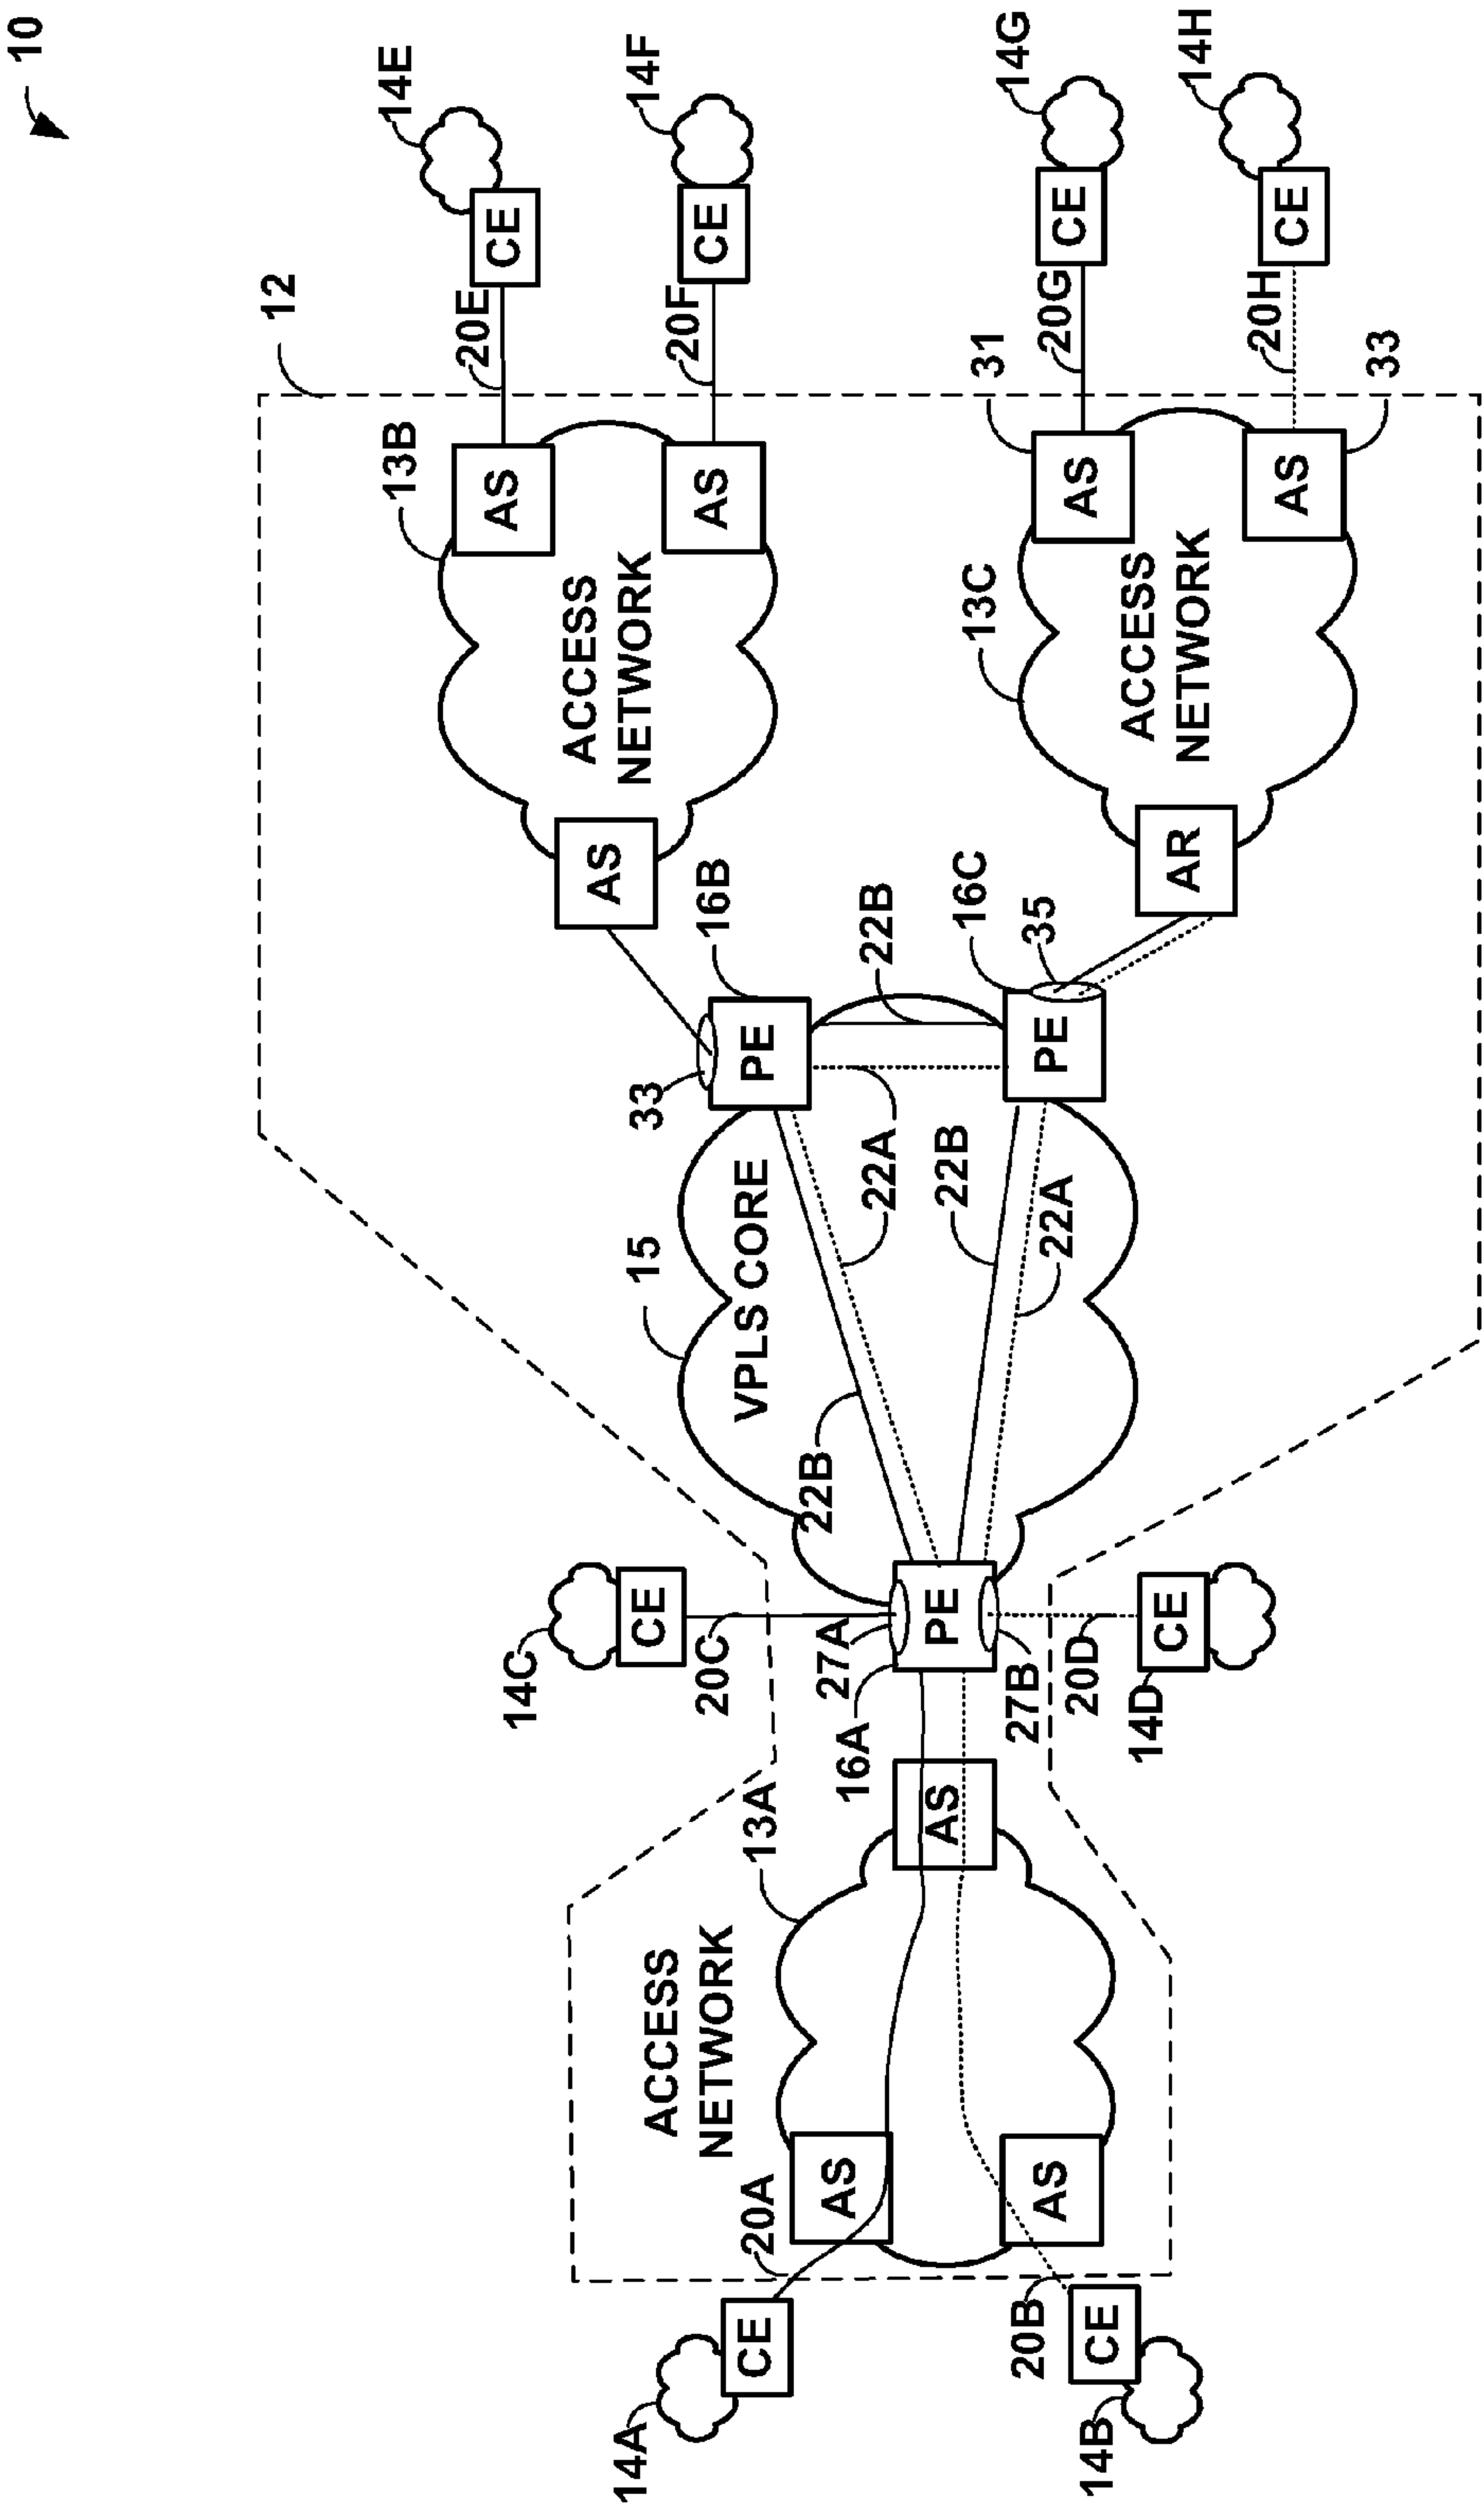 10
12
14A
CE
20A
14B
CE
20B
ACCESS
NETWORK
13A
AS
AS
AS
14C
CE
20C
27A
16A
PE
27B
20D
14D
CE
15
VPLS CORE
22B
22A
22B
22A
22B
33
PE
16B
PE
16C
35
AS
ACCESS
NETWORK
13B
AS
AS
20E
CE
14E
20F
CE
14F
AR
ACCESS
NETWORK
13C
AS
31
AS
33
20G
CE
14G
20H
CE
14H